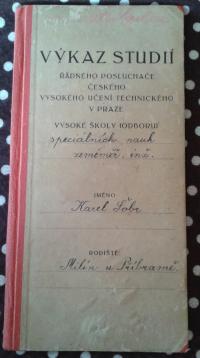 VÝKAZ STUDIÍ
ŘÁDNÉHO POSLUCHAČE
ČESKÉHO
VYSOKÉHO UČENÍ TECHNICKÉHO
V PRAZE
VYSOKÉ ŠKOLY (ODBORU)
speciálních nauk
zeměměř. inž.
JMÉNO
Karel
RODIŠTĚ
Milín u Příbramě